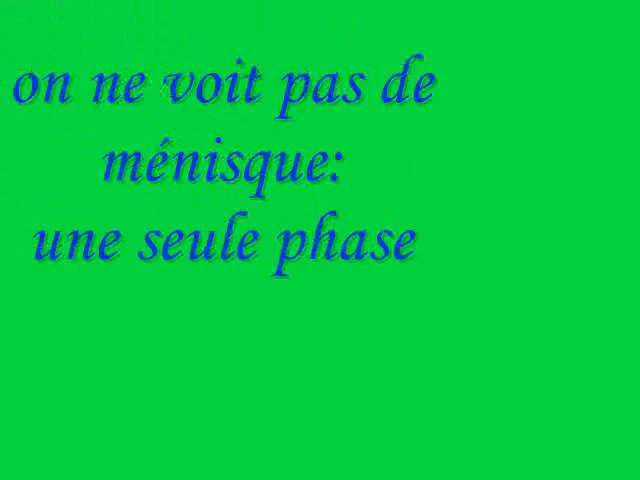 on ne voit pas de
ménisque:
une seule phase